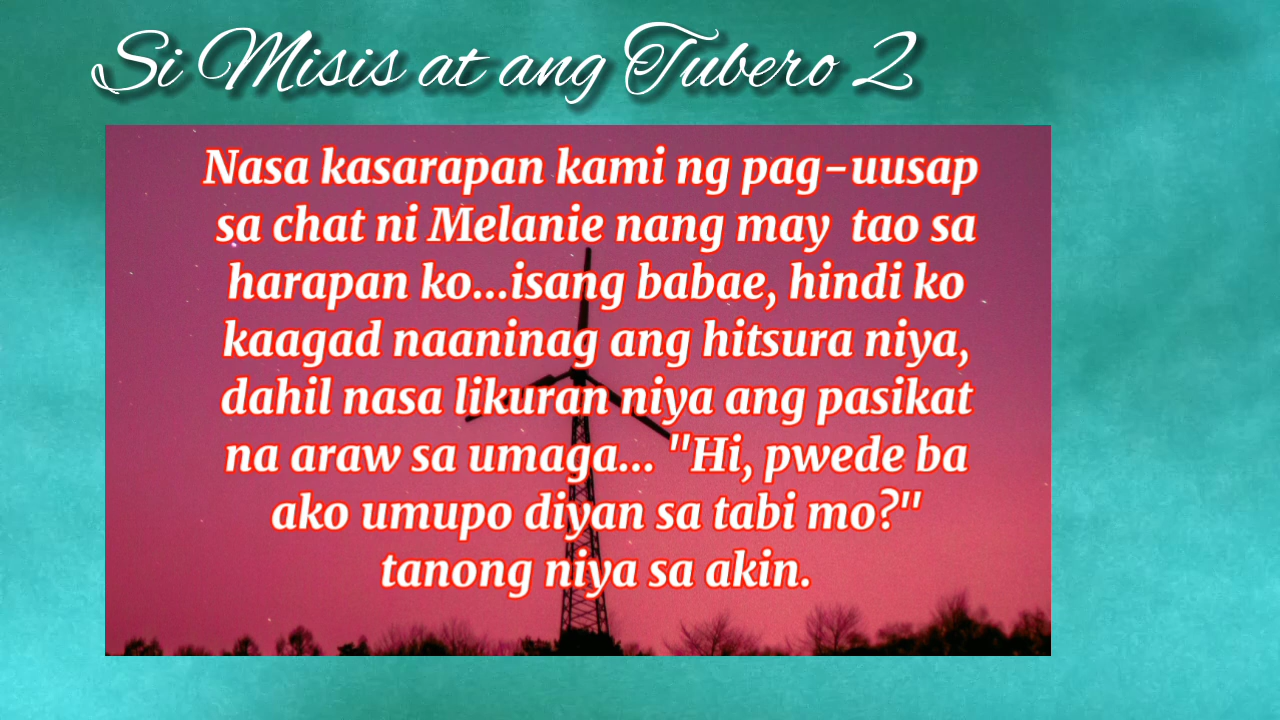 Si Misis at ang Tubero 2
Nasa kasarapan kami ng pag-uusap
sa chat ni Melanie nang may  tao sa
harapan ko...isang babae, hindi ko
kaagad naaninag ang hitsura niya,
dahil nasa likuran niya ang pasikat
na araw sa umaga... "Hi, pwede ba
ako umupo diyan sa tabi mo?"
tanong niya sa akin.